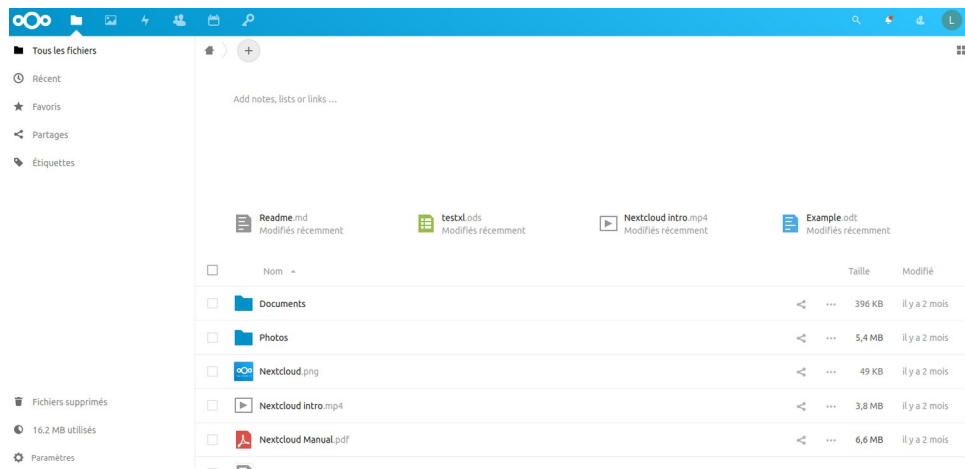 L
Tous les fichiers
Récent
Favoris
Partages
Étiquettes
Add notes, lists or links ...
Readme.md
Modifiés récemment
testxl.ods
Modifiés récemment
Nextcloud intro.mp4
Modifiés récemment
Example.odt
Modifiés récemment
Nom Taille Modifié
Documents 396 KB il y a 2 mois
Photos 5,4 MB il y a 2 mois
Nextcloud.png 49 KB il y a 2 mois
Nextcloud intro.mp4 3,8 MB il y a 2 mois
Nextcloud Manual.pdf 6,6 MB il y a 2 mois
Fichiers supprimés
16.2 MB utilisés
Paramètres